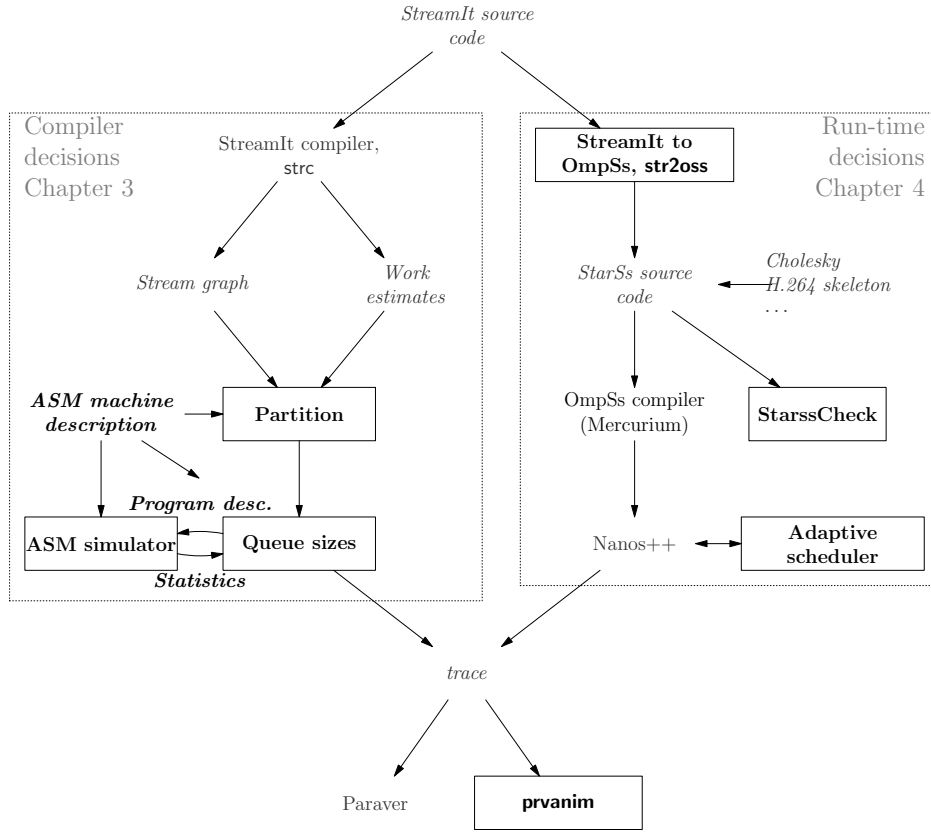 StreamIt source
code
Compiler
decisions
Chapter 3
StreamIt compiler,
strc
Stream graph
Work
estimates
ASM machine
description
Partition
Program desc.
ASM simulator
Queue sizes
Statistics
StreamIt to
OmpSs, str2oss
Run-time
decisions
Chapter 4
StarSs source
code
Cholesky
H.264 skeleton
...
OmpSs compiler
(Mercurium)
StarssCheck
Nanos++
Adaptive
scheduler
trace
Paraver
prvanim